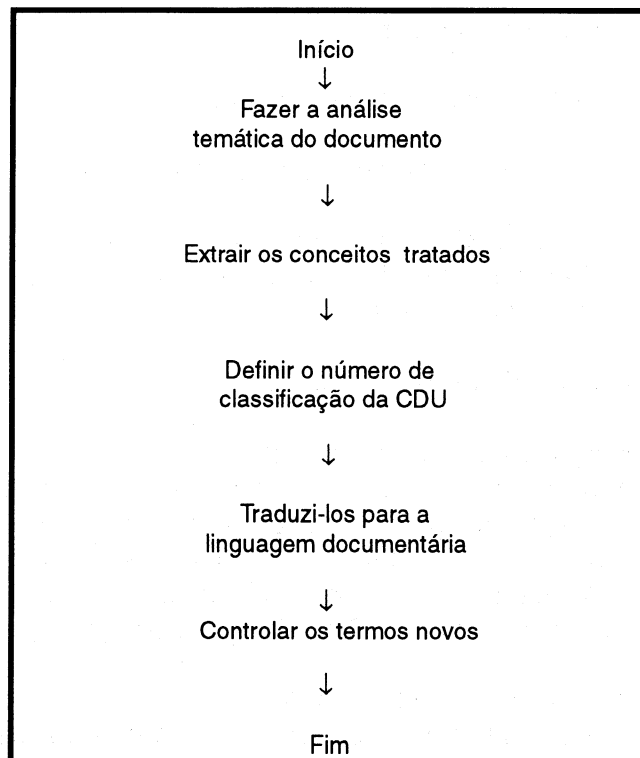 Início
↓
Fazer a análise
temática do documento
↓
Extrair os conceitos tratados
↓
Definir o número de
classificação da CDU
↓
Traduzi-los para a
linguagem documentária
↓
Controlar os termos novos
↓
Fim